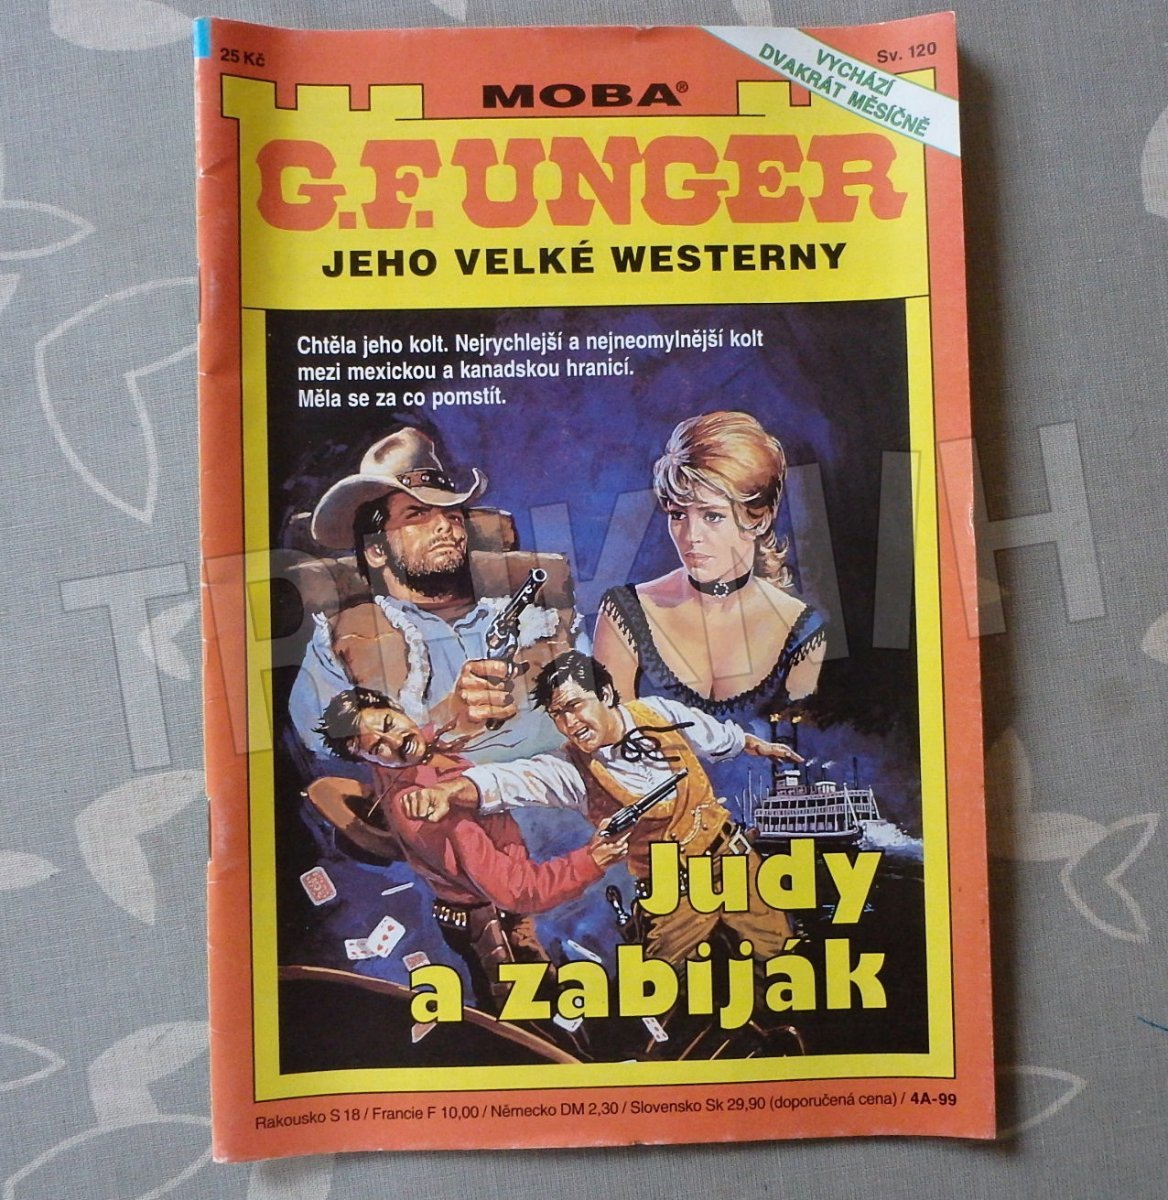 25 Kč
Sv. 120
VYCHÁZÍ
DVAKRÁT MĚSÍČNĚ
MOBA®
G.F. UNGER
JEHO VELKÉ WESTERNY
Chtěla jeho kolt. Nejrychlejší a nejneomylnější kolt
mezi mexickou a kanadskou hranicí.
Měla se za co pomstít.
TRHKNIH
Judy
a zabiják
Rakousko S 18 / Francie F 10,00 / Německo DM 2,30 / Slovensko Sk 29,90 (doporučená cena) / 4A-99